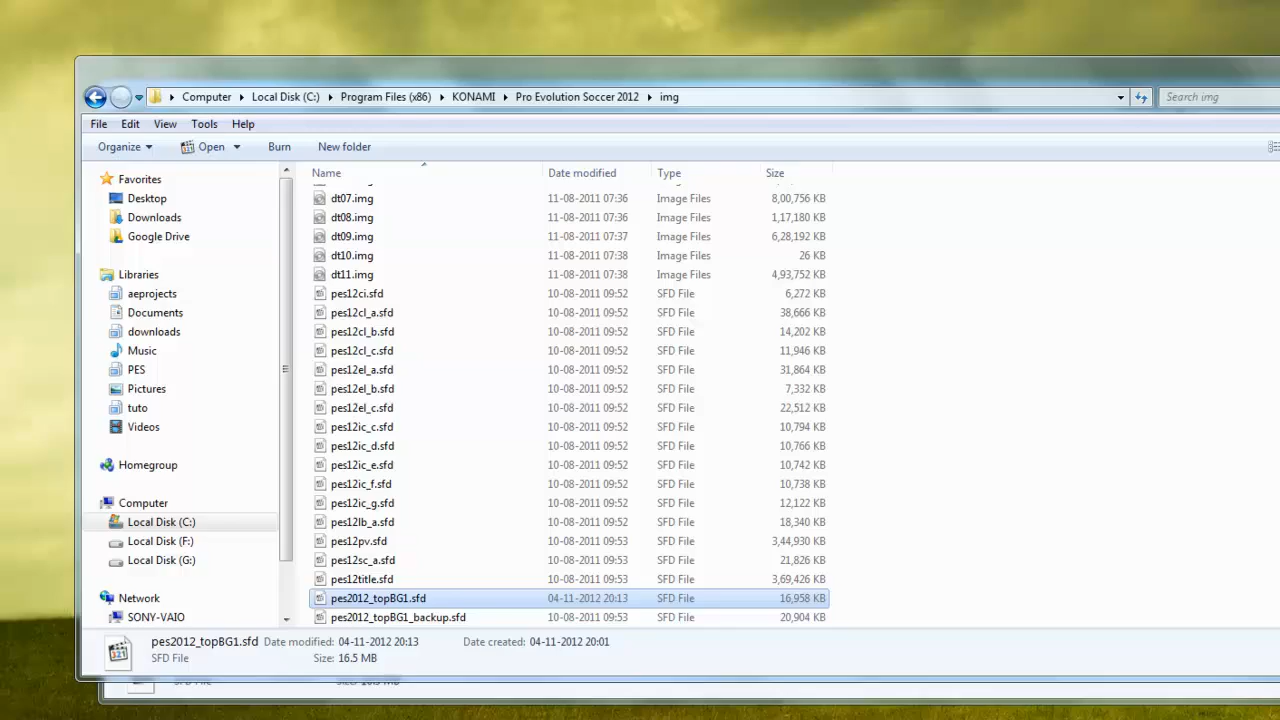 Computer Local Disk (C:) Program Files (x86) KONAMI Pro Evolution Soccer 2012 img Search img
File Edit View Tools Help
Organize Open Burn New folder
Favorites
Desktop
Downloads
Google Drive
Libraries
aeprojects
Documents
downloads
Music
PES
Pictures
tuto
Videos
Homegroup
Computer
Local Disk (C:)
Local Disk (F:)
Local Disk (G:)
Network
SONY-VAIO
Name Date modified Type Size
dt07.img 11-08-2011 07:36 Image Files 8,00,756 KB
dt08.img 11-08-2011 07:36 Image Files 1,17,180 KB
dt09.img 11-08-2011 07:37 Image Files 6,28,192 KB
dt10.img 11-08-2011 07:38 Image Files 26 KB
dt11.img 11-08-2011 07:38 Image Files 4,93,752 KB
pes12ci.sfd 10-08-2011 09:52 SFD File 6,272 KB
pes12cl_a.sfd 10-08-2011 09:52 SFD File 38,666 KB
pes12cl_b.sfd 10-08-2011 09:52 SFD File 14,202 KB
pes12cl_c.sfd 10-08-2011 09:52 SFD File 11,946 KB
pes12el_a.sfd 10-08-2011 09:52 SFD File 31,864 KB
pes12el_b.sfd 10-08-2011 09:52 SFD File 7,332 KB
pes12el_c.sfd 10-08-2011 09:52 SFD File 22,512 KB
pes12ic_c.sfd 10-08-2011 09:52 SFD File 10,794 KB
pes12ic_d.sfd 10-08-2011 09:52 SFD File 10,766 KB
pes12ic_e.sfd 10-08-2011 09:52 SFD File 10,742 KB
pes12ic_f.sfd 10-08-2011 09:52 SFD File 10,738 KB
pes12ic_g.sfd 10-08-2011 09:52 SFD File 12,122 KB
pes12lb_a.sfd 10-08-2011 09:52 SFD File 18,340 KB
pes12pv.sfd 10-08-2011 09:53 SFD File 3,44,930 KB
pes12sc_a.sfd 10-08-2011 09:53 SFD File 21,826 KB
pes12title.sfd 10-08-2011 09:53 SFD File 3,69,426 KB
pes2012_topBG1.sfd 04-11-2012 20:13 SFD File 16,958 KB
pes2012_topBG1_backup.sfd 10-08-2011 09:53 SFD File 20,904 KB
pes2012_topBG1.sfd Date modified: 04-11-2012 20:13 Date created: 04-11-2012 20:01
SFD File Size: 16.5 MB